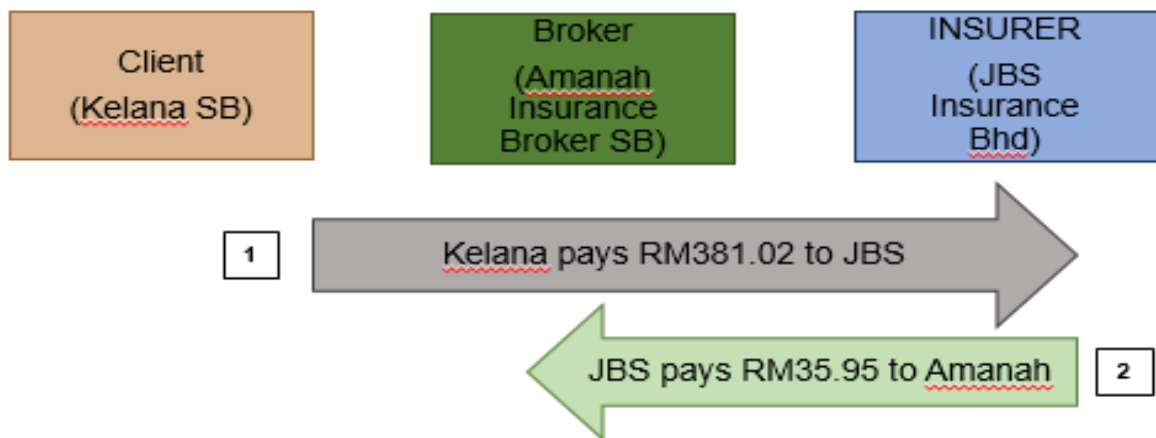 Client
(Kelana SB)
Broker
(Amanah
Insurance
Broker SB)
INSURER
(JBS
Insurance
Bhd)
1
Kelana pays RM381.02 to JBS
JBS pays RM35.95 to Amanah
2